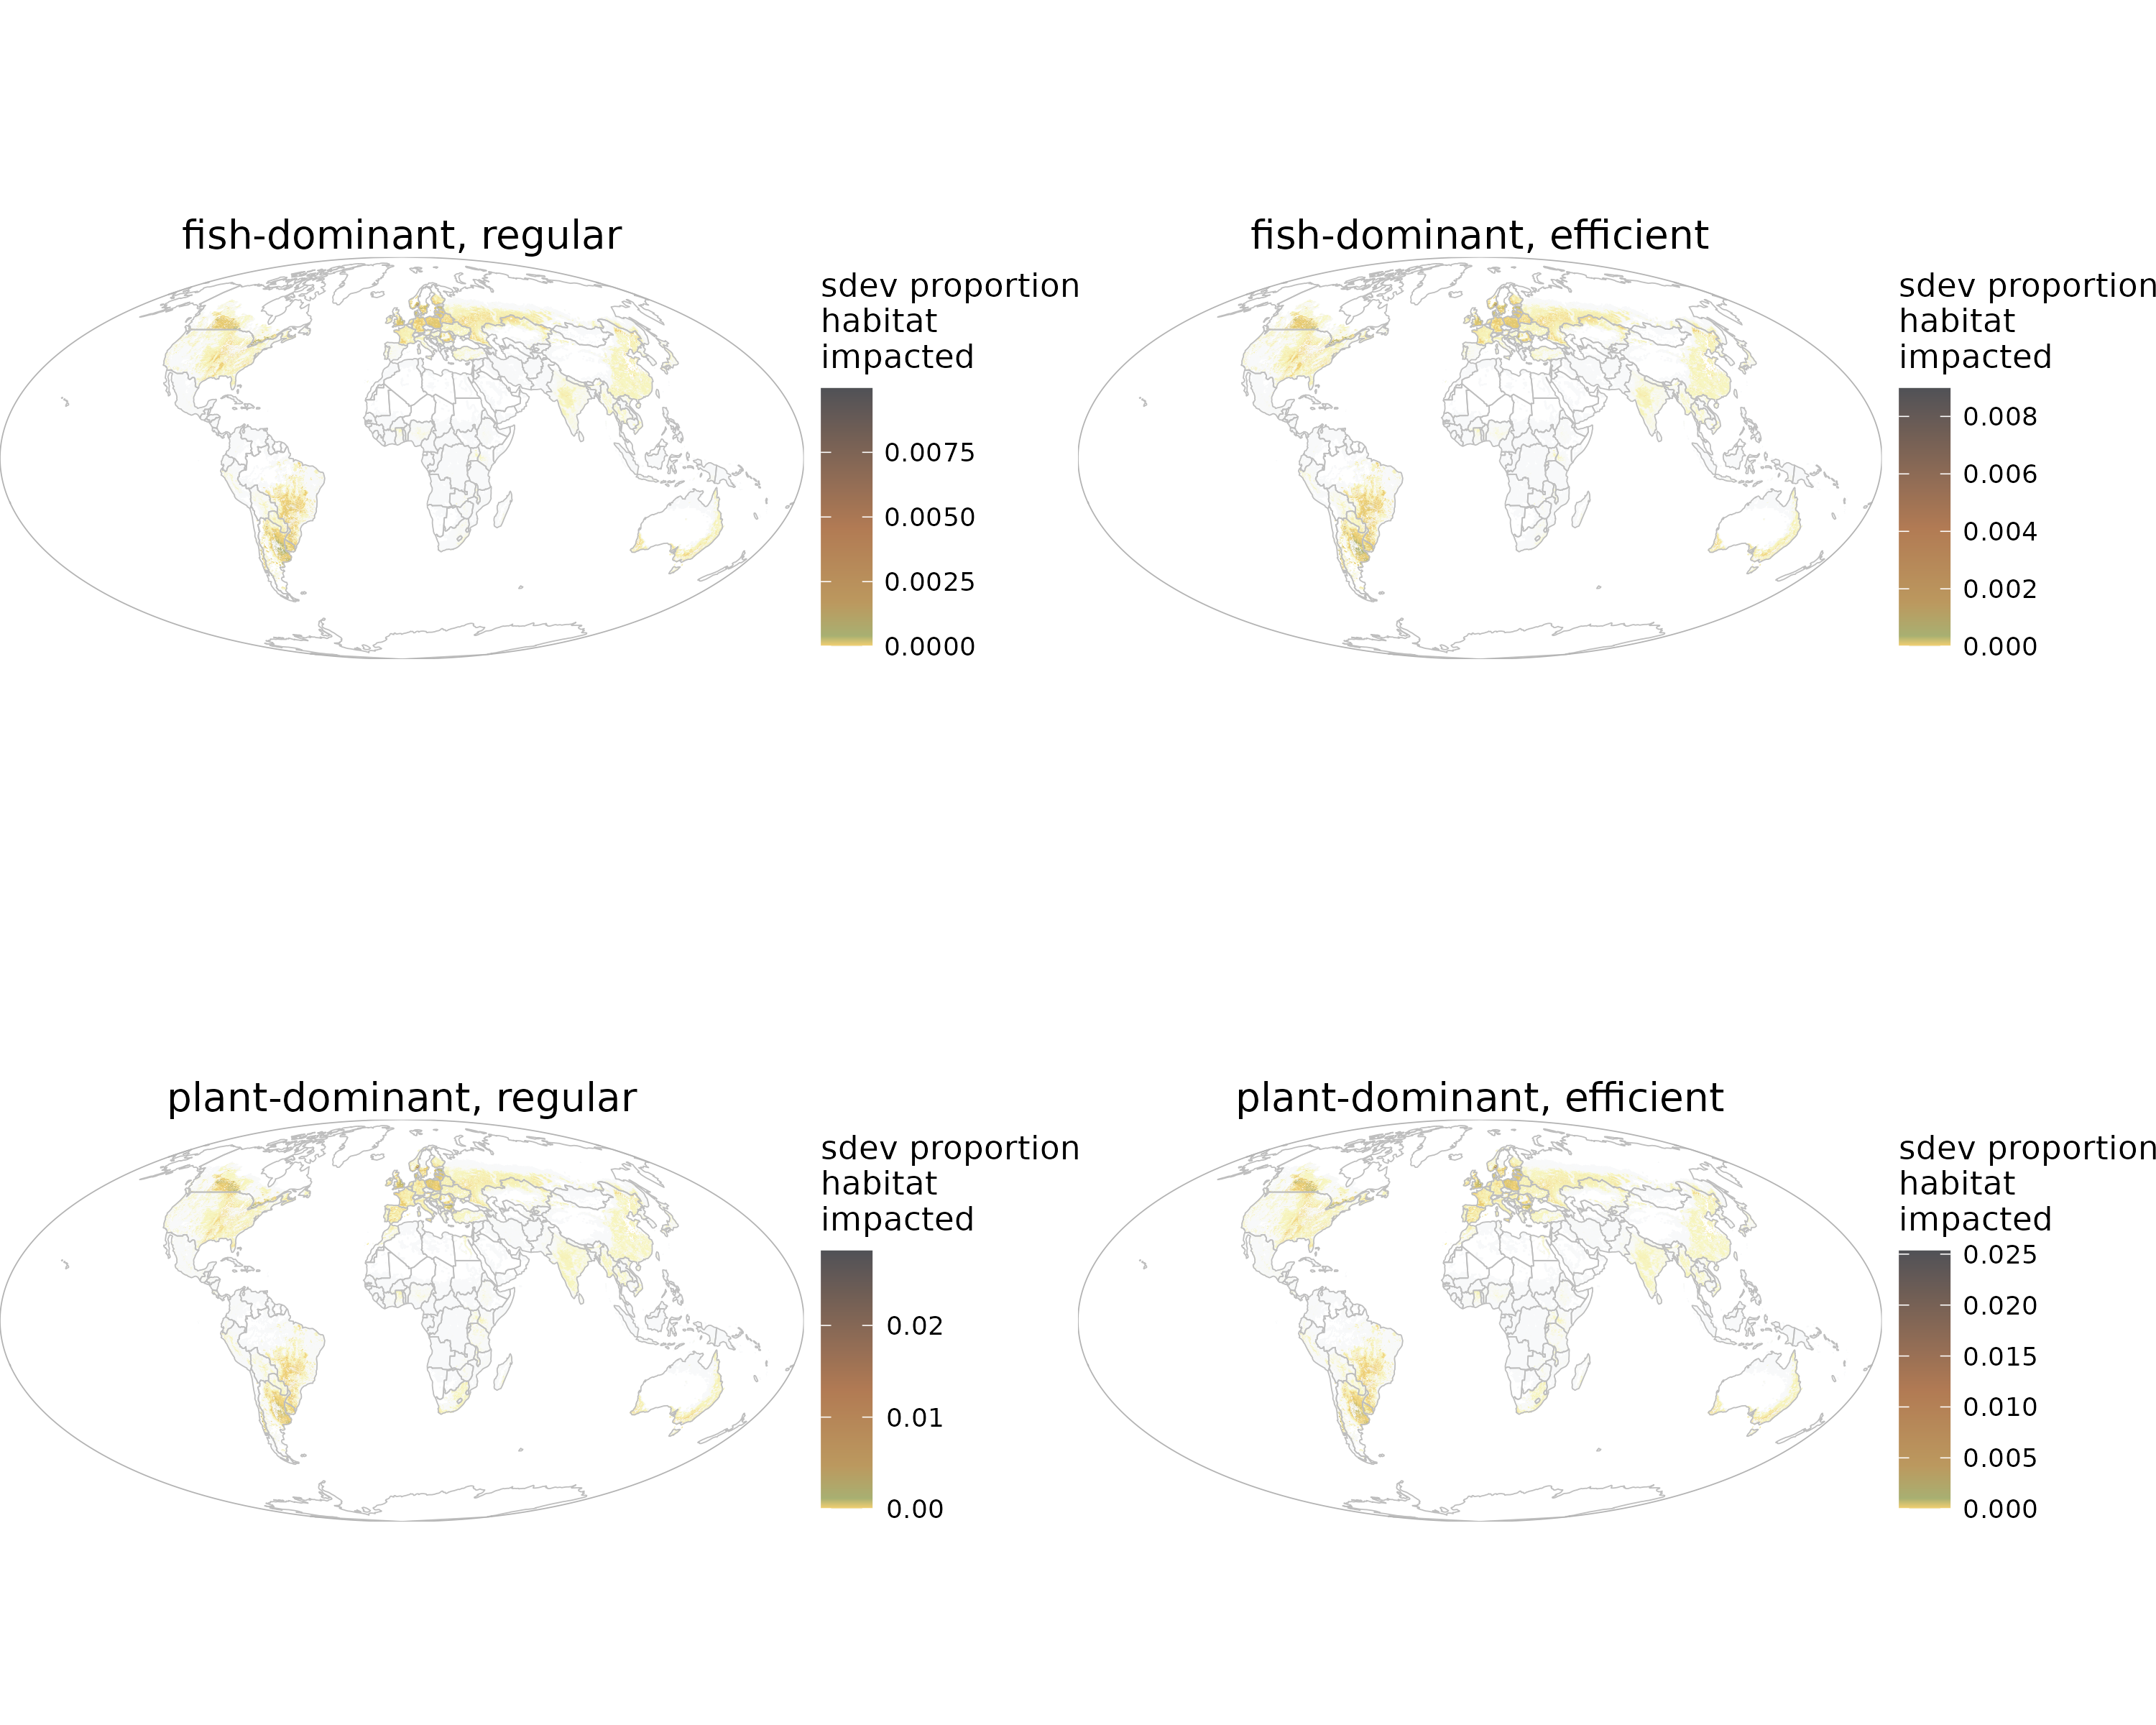 fish-dominant, regular
sdev proportion
habitat
impacted
0.0075
0.0050
0.0025
0.0000
fish-dominant, efficient
sdev proportion
habitat
impacted
0.008
0.006
0.004
0.002
0.000
plant-dominant, regular
sdev proportion
habitat
impacted
0.02
0.01
0.00
plant-dominant, efficient
sdev proportion
habitat
impacted
0.025
0.020
0.015
0.010
0.005
0.000